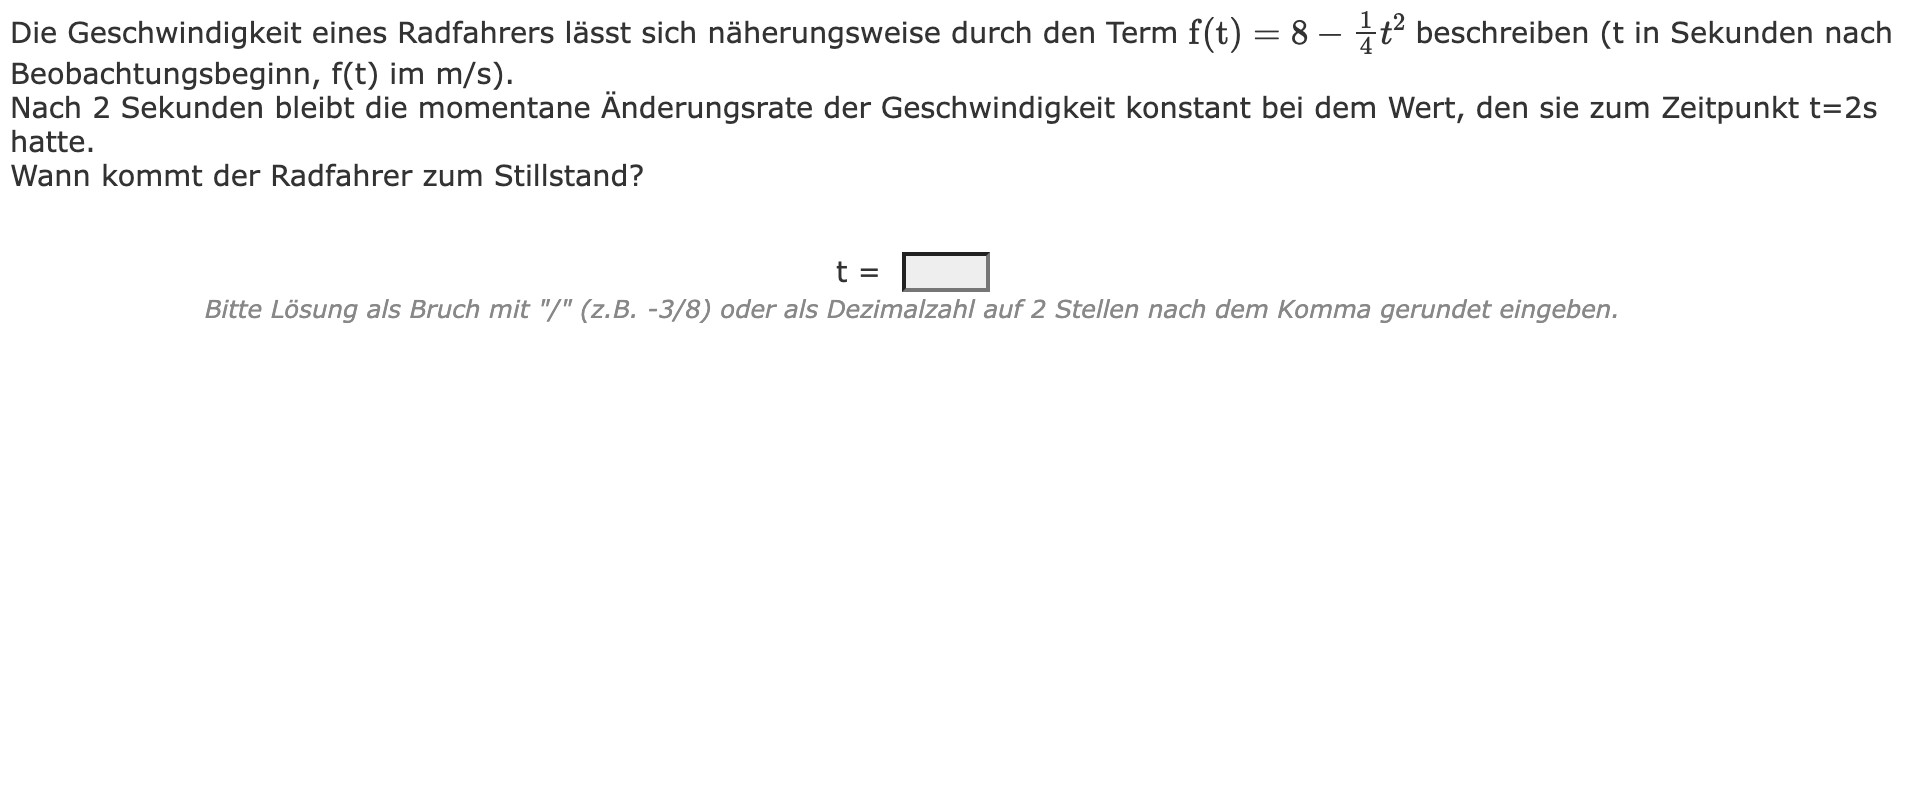 Die Geschwindigkeit eines Radfahrers lässt sich näherungsweise durch den Term f(t) = 8 − 1/4 t² beschreiben (t in Sekunden nach
Beobachtungsbeginn, f(t) im m/s).
Nach 2 Sekunden bleibt die momentane Änderungsrate der Geschwindigkeit konstant bei dem Wert, den sie zum Zeitpunkt t=2s
hatte.
Wann kommt der Radfahrer zum Stillstand?
t =
Bitte Lösung als Bruch mit "/" (z.B. -3/8) oder als Dezimalzahl auf 2 Stellen nach dem Komma gerundet eingeben.